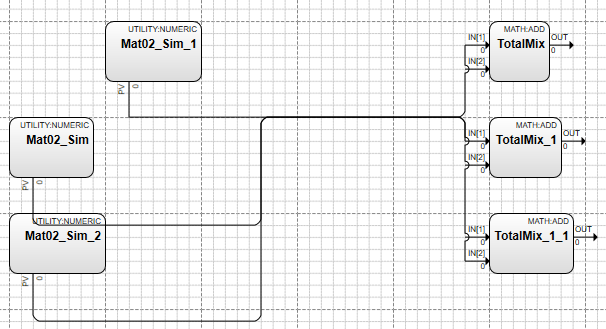 UTILITY:NUMERIC
Mat02_Sim_1
PV
0
MATH:ADD
TotalMix
IN[1]
0
IN[2]
0
OUT
0
UTILITY:NUMERIC
Mat02_Sim
PV
0
MATH:ADD
TotalMix_1
IN[1]
0
IN[2]
0
OUT
0
UTILITY:NUMERIC
Mat02_Sim_2
PV
0
MATH:ADD
TotalMix_1_1
IN[1]
0
IN[2]
0
OUT
0